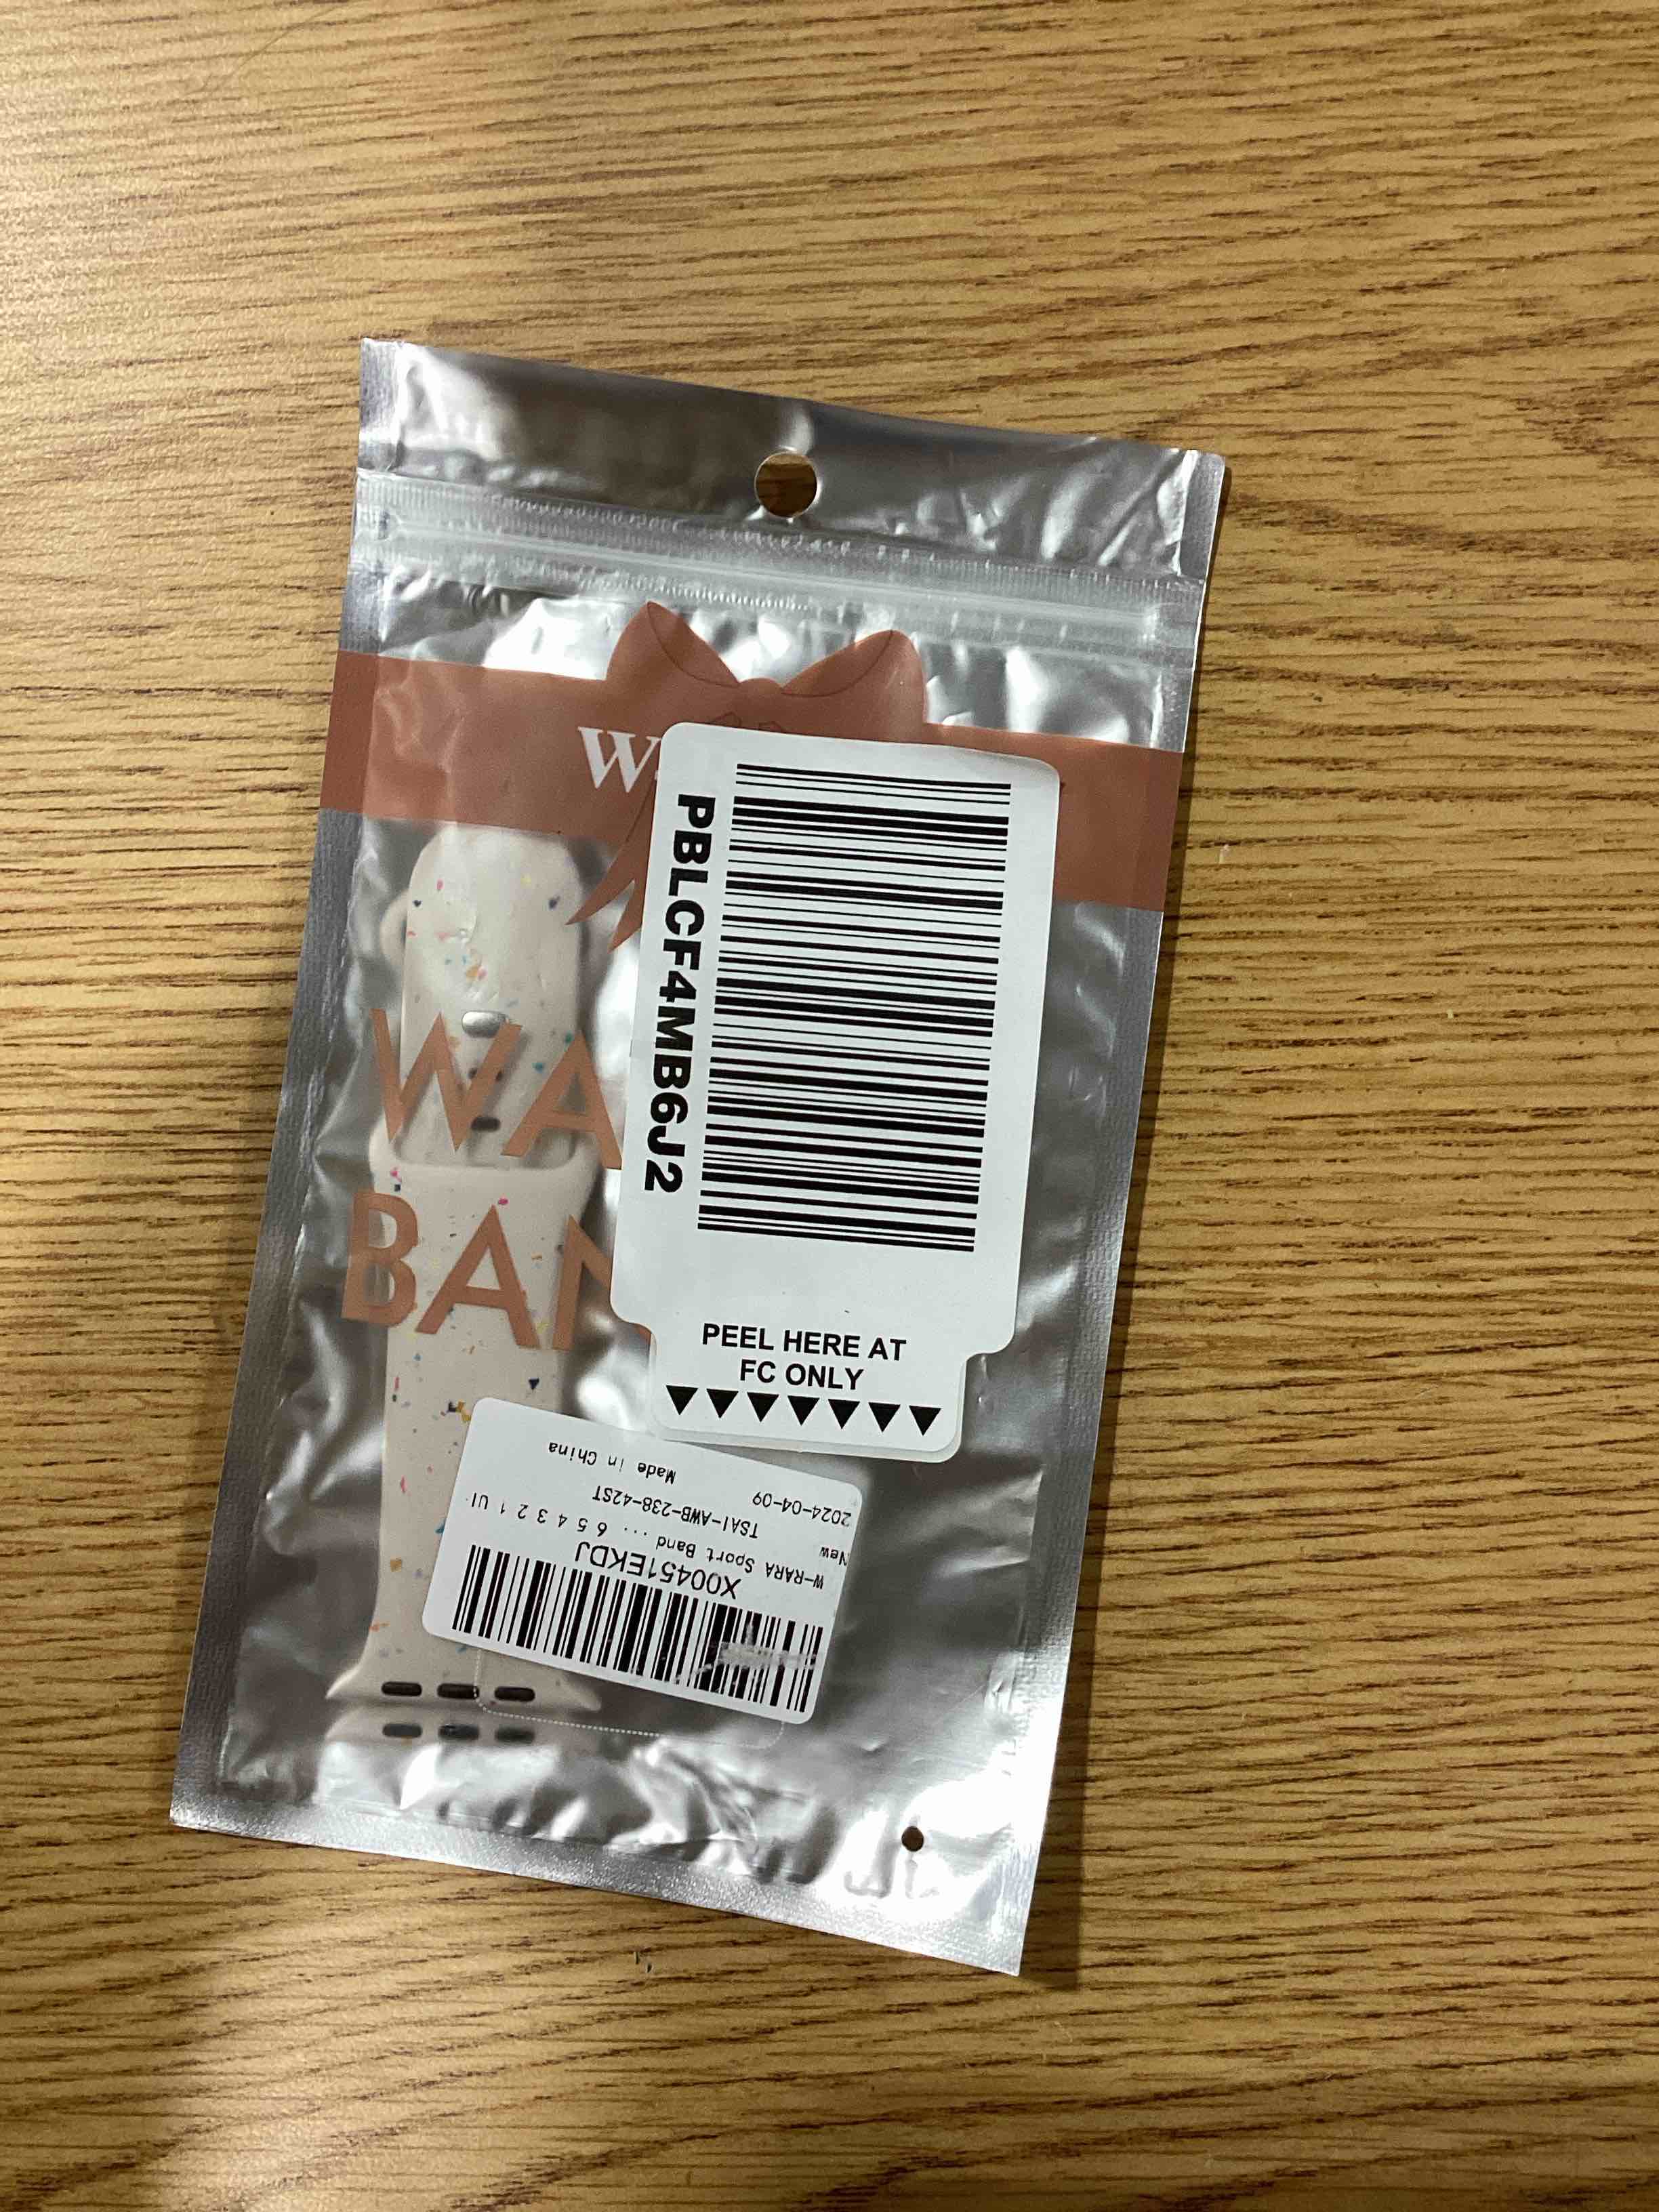 W-
WA
BAN
PBLCF4MB6J2
PEEL HERE AT
FC ONLY
X00451EKDJ
W-RARA Sport Band ... 6 5 4 3 2 1 Ul
New
TSAI-AWB-238-42ST
2024-04-09
Made in China